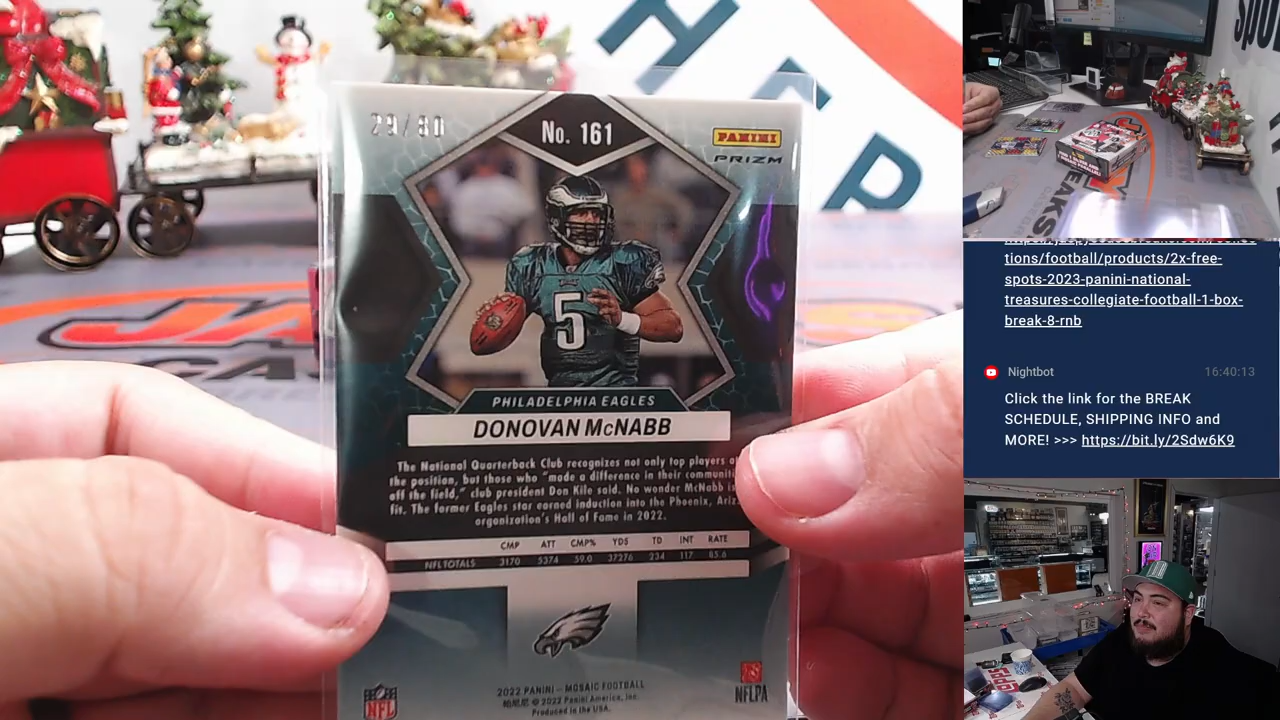 29/80
No. 161
PANINI
PRIZM
5
PHILADELPHIA EAGLES
DONOVAN McNABB
The National Quarterback Club recognizes not only top players at
the position, but those who "made a difference in their communiti
off the field," club president Don Kile said. No wonder McNabb is
fit. The former Eagles star earned induction into the Phoenix, Ariz.
organization's Hall of Fame in 2022.
CMP ATT CMP% YDS TD INT RATE
NFL TOTALS 3170 5374 59.0 37276 234 117 85.6
2022 PANINI – MOSAIC FOOTBALL
© 2022 Panini America, Inc.
Produced in the USA.
NFL
NFLPA
tions/football/products/2x-free-
spots-2023-panini-national-
treasures-collegiate-football-1-box-
break-8-rnb
Nightbot 16:40:13
Click the link for the BREAK
SCHEDULE, SHIPPING INFO and
MORE! >>> https://bit.ly/2Sdw6K9